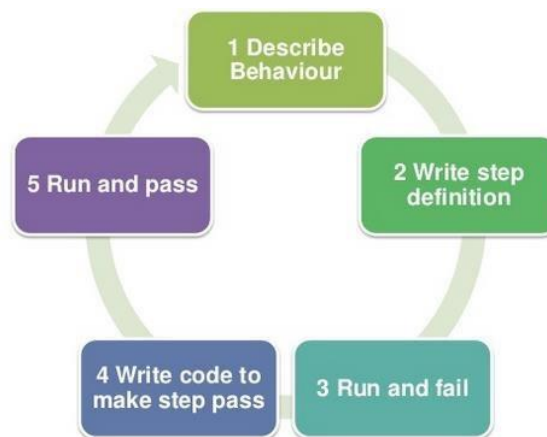 1 Describe
Behaviour
2 Write step
definition
3 Run and fail
4 Write code to
make step pass
5 Run and pass